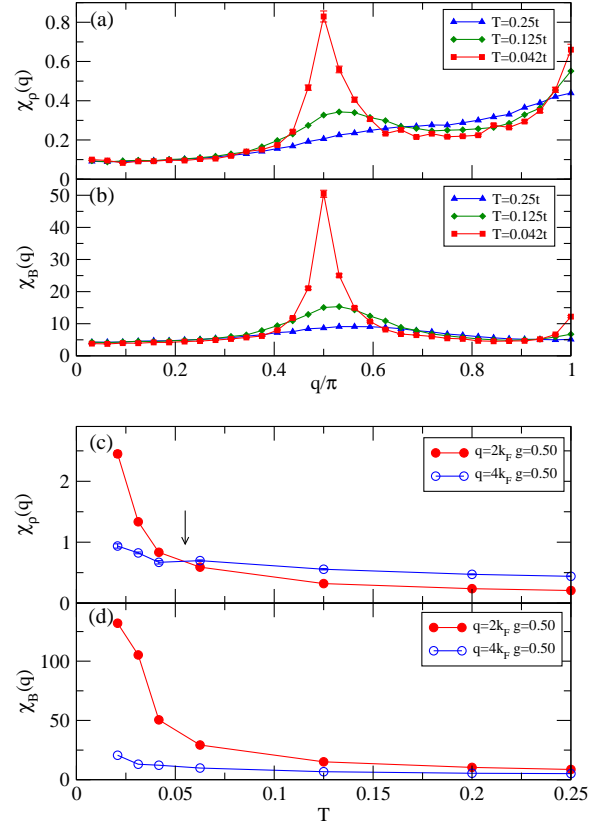 (a)
χρ(q)
0.8
0.6
0.4
0.2
0
T=0.25t
T=0.125t
T=0.042t
(b)
χB(q)
50
40
30
20
10
0
T=0.25t
T=0.125t
T=0.042t
0 0.2 0.4 0.6 0.8 1
q/π
(c)
χρ(q)
2
1
0
q=2kF g=0.50
q=4kF g=0.50
(d)
χB(q)
100
50
0
q=2kF g=0.50
q=4kF g=0.50
0 0.05 0.1 0.15 0.2 0.25
T